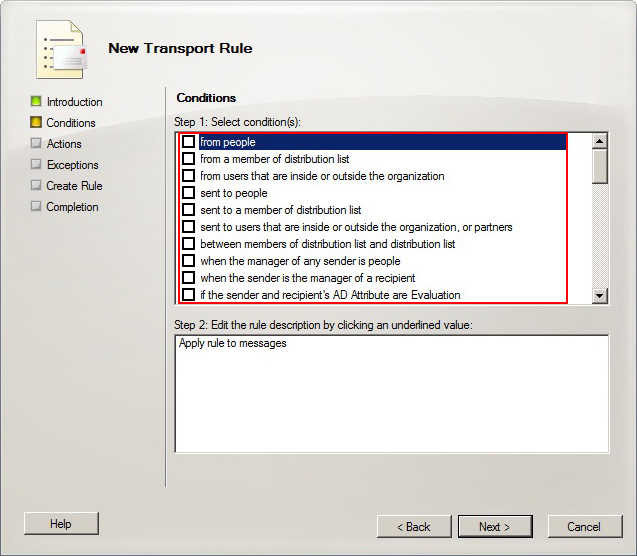 New Transport Rule
Introduction
Conditions
Actions
Exceptions
Create Rule
Completion
Conditions
Step 1: Select condition(s):
from people
from a member of distribution list
from users that are inside or outside the organization
sent to people
sent to a member of distribution list
sent to users that are inside or outside the organization, or partners
between members of distribution list and distribution list
when the manager of any sender is people
when the sender is the manager of a recipient
if the sender and recipient's AD Attribute are Evaluation
Step 2: Edit the rule description by clicking an underlined value:
Apply rule to messages
Help
< Back
Next >
Cancel